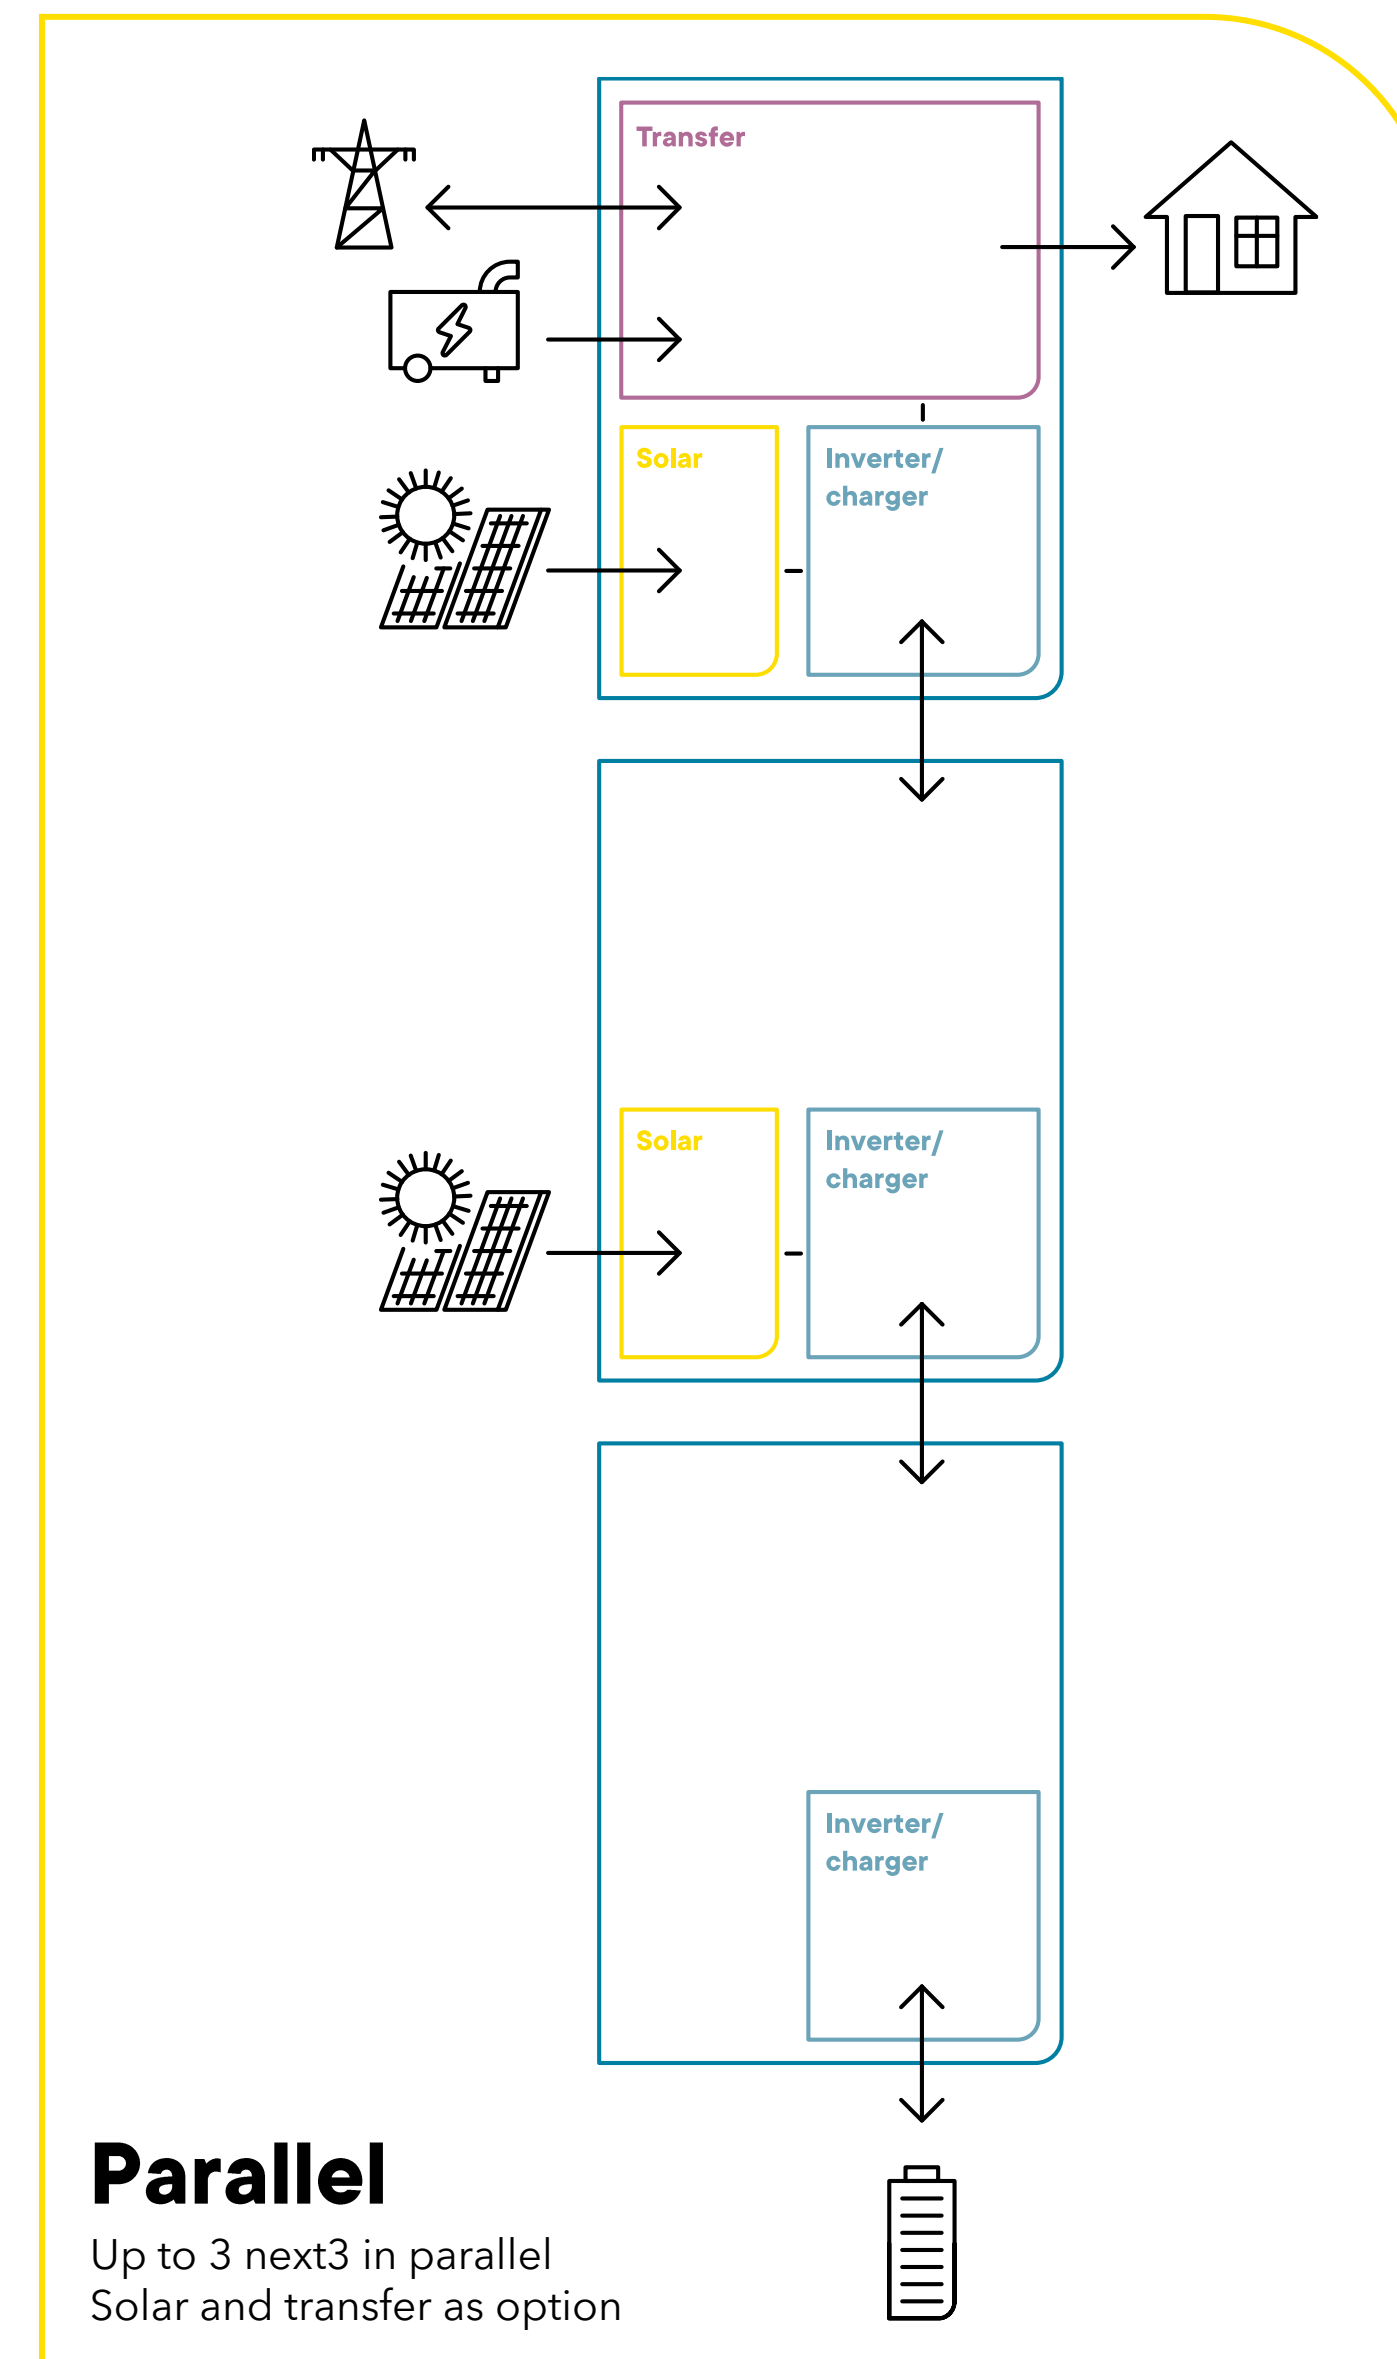 Transfer
Solar
Inverter/
charger
Solar
Inverter/
charger
Inverter/
charger
Parallel
Up to 3 next3 in parallel
Solar and transfer as option